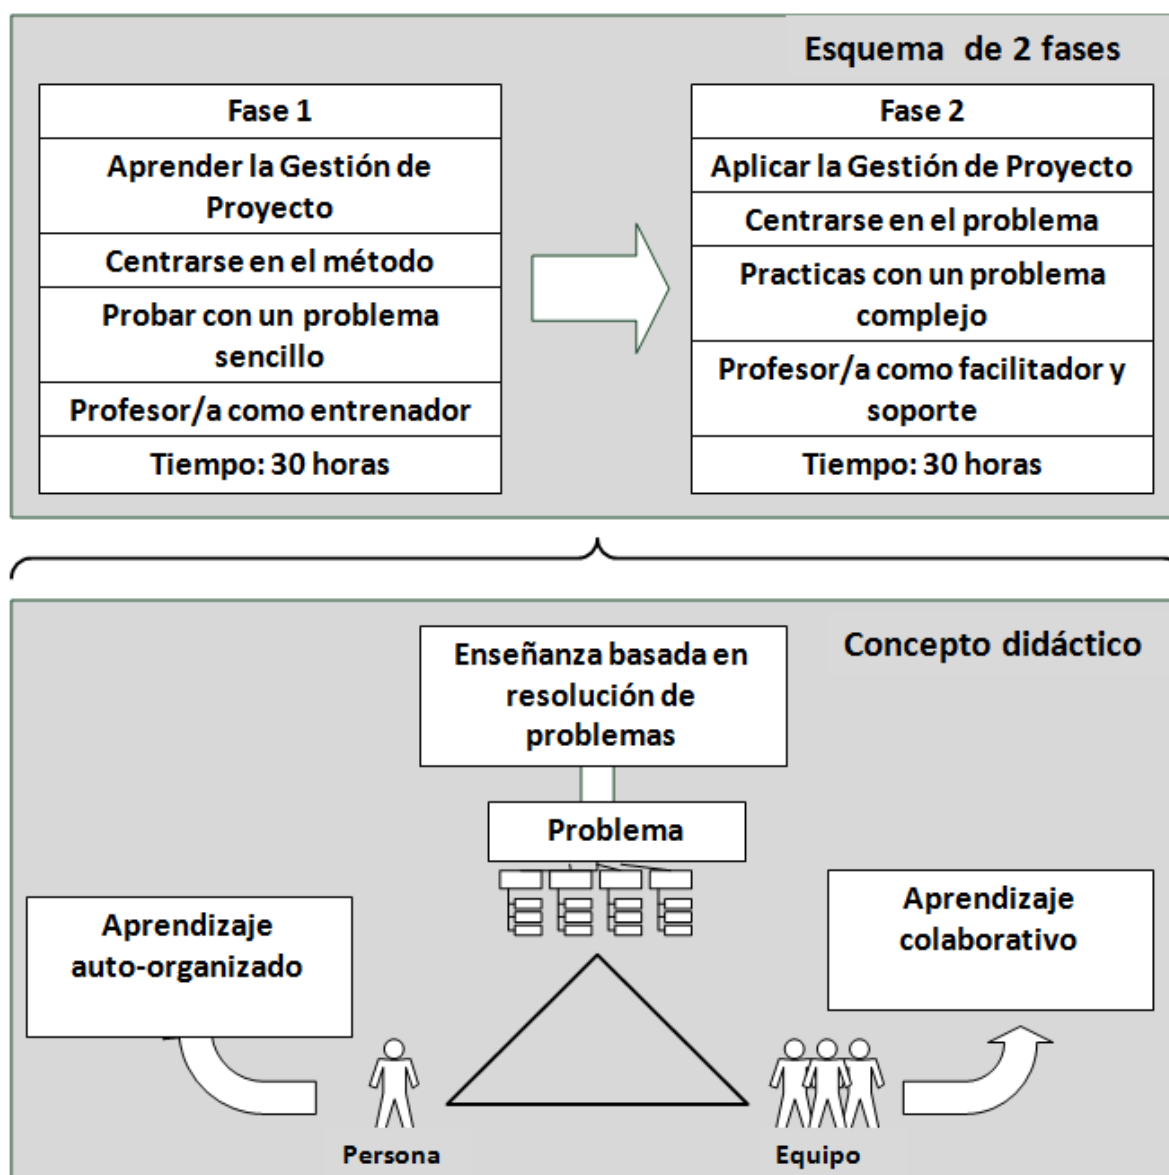 Esquema de 2 fases
Fase 1
Aprender la Gestión de
Proyecto
Centrarse en el método
Probar con un problema
sencillo
Profesor/a como entrenador
Tiempo: 30 horas
Fase 2
Aplicar la Gestión de Proyecto
Centrarse en el problema
Practicas con un problema
complejo
Profesor/a como facilitador y
soporte
Tiempo: 30 horas
Concepto didáctico
Enseñanza basada en
resolución de
problemas
Problema
Aprendizaje
auto-organizado
Aprendizaje
colaborativo
Persona
Equipo